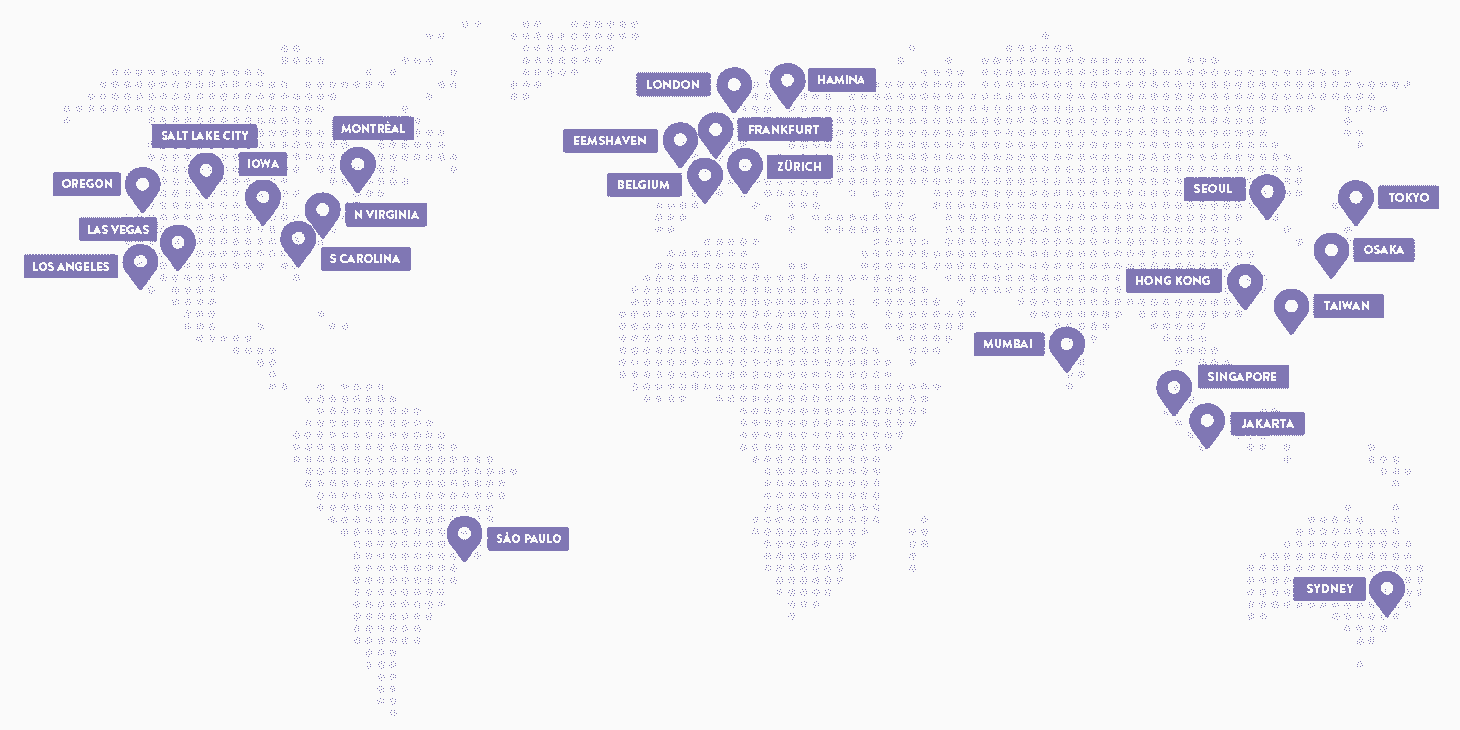 LONDON
HAMINA
SALT LAKE CITY
MONTRÈAL
EEMSHAVEN
FRANKFURT
IOWA
ZÜRICH
OREGON
BELGIUM
SEOUL
TOKYO
N VIRGINIA
LAS VEGAS
S CAROLINA
OSAKA
LOS ANGELES
HONG KONG
TAIWAN
MUMBAI
SINGAPORE
JAKARTA
SÃO PAULO
SYDNEY